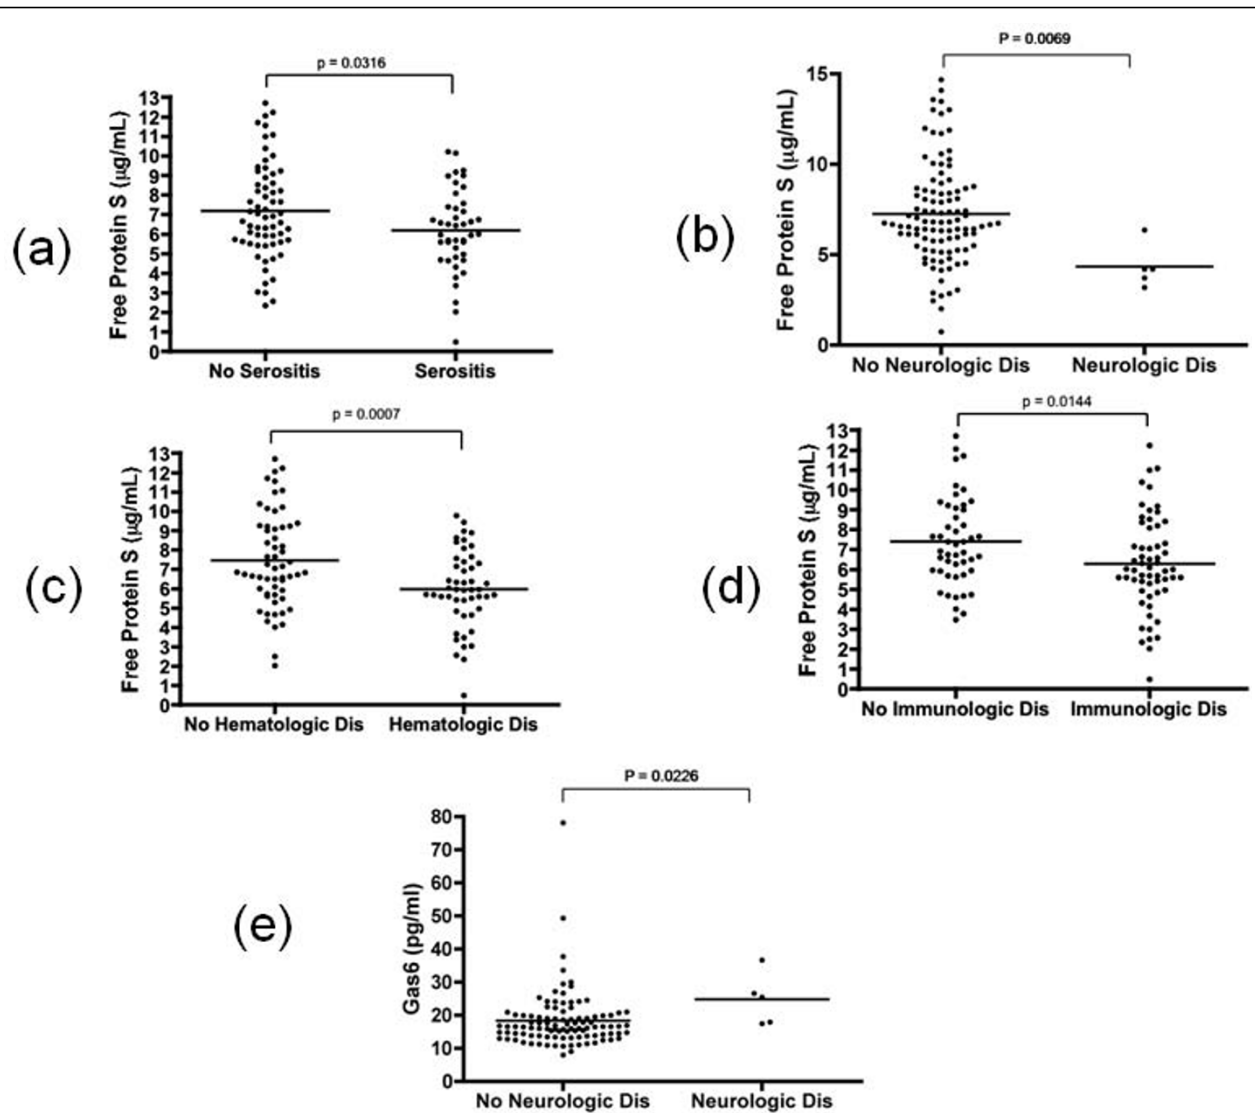 p = 0.0316
P = 0.0069
(a)
Free Protein S (µg/mL)
13
12
11
10
9
8
7
6
5
4
3
2
1
0
No Serositis Serositis
(b)
Free Protein S (µg/mL)
15
10
5
0
No Neurologic Dis Neurologic Dis
p = 0.0007
p = 0.0144
(c)
Free Protein S (µg/mL)
13
12
11
10
9
8
7
6
5
4
3
2
1
0
No Hematologic Dis Hematologic Dis
(d)
Free Protein S (µg/mL)
13
12
11
10
9
8
7
6
5
4
3
2
1
0
No Immunologic Dis Immunologic Dis
P = 0.0226
(e)
Gas6 (pg/ml)
80
70
60
50
40
30
20
10
0
No Neurologic Dis Neurologic Dis